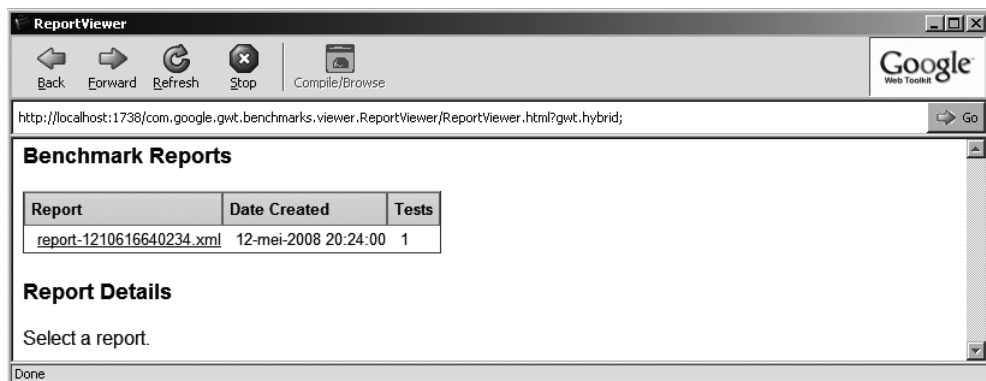 ReportViewer
Back Forward Refresh Stop Compile/Browse
Google
Web Toolkit
http://localhost:1738/com.google.gwt.benchmarks.viewer.ReportViewer/ReportViewer.html?gwt.hybrid;
Go
Benchmark Reports
Report Date Created Tests
report-1210616640234.xml 12-mei-2008 20:24:00 1
Report Details
Select a report.
Done